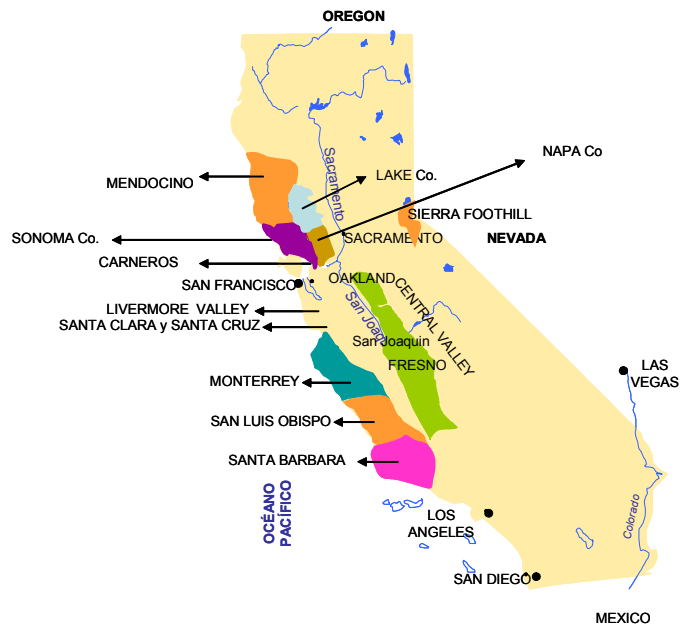 OREGON
NAPA Co
LAKE Co.
MENDOCINO
Sacramento
SIERRA FOOTHILL
SONOMA Co.
SACRAMENTO
NEVADA
CARNEROS
SAN FRANCISCO
OAKLAND
CENTRAL VALLEY
LIVERMORE VALLEY
San Joaq
SANTA CLARA y SANTA CRUZ
San Joaquin
FRESNO
LAS
VEGAS
MONTERREY
SAN LUIS OBISPO
SANTA BARBARA
OCÉANO
PACÍFICO
LOS
ANGELES
Colorado
SAN DIEGO
MEXICO